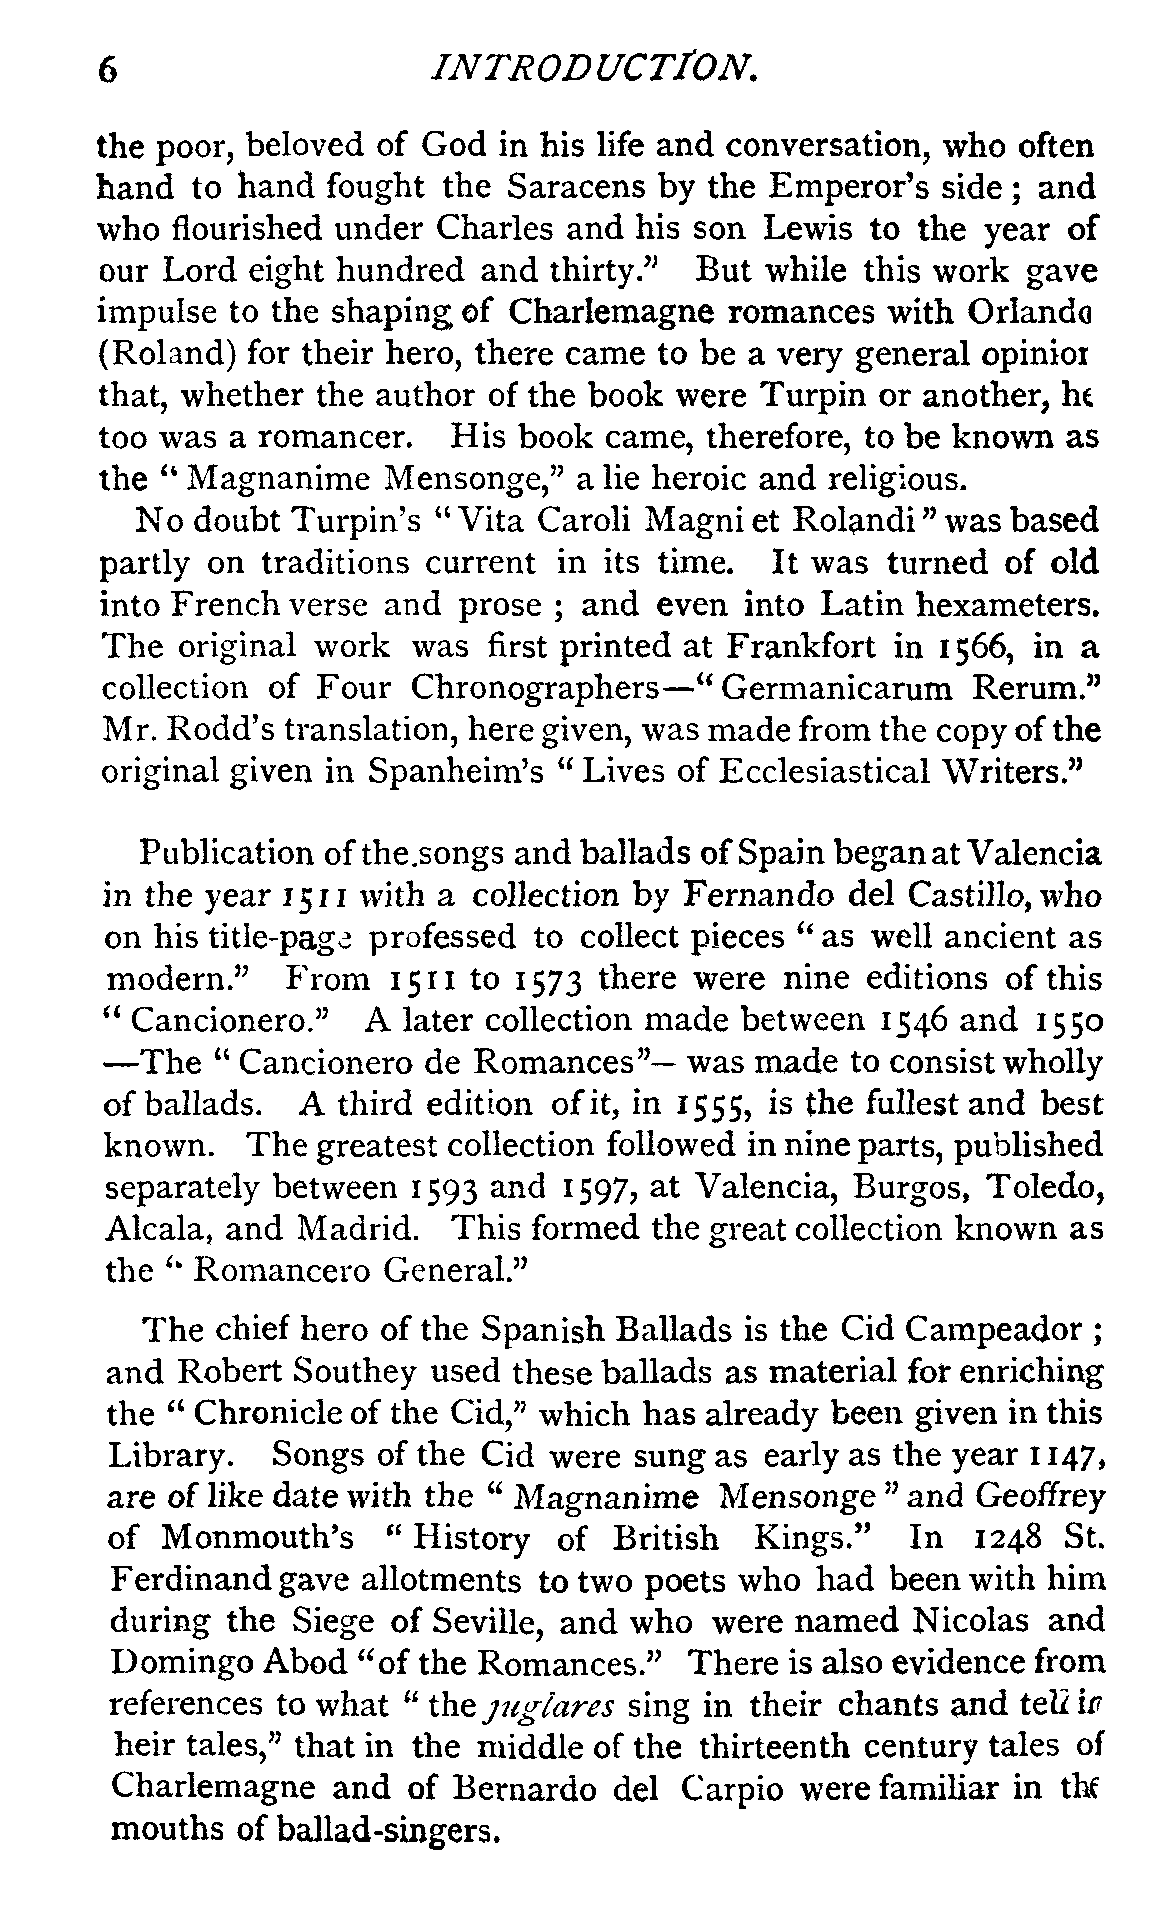 6 INTRODUCTION.
the poor, beloved of God in his life and conversation, who often
hand to hand fought the Saracens by the Emperor's side ; and
who flourished under Charles and his son Lewis to the year of
our Lord eight hundred and thirty." But while this work gave
impulse to the shaping of Charlemagne romances with Orlando
(Roland) for their hero, there came to be a very general opinion
that, whether the author of the book were Turpin or another, he
too was a romancer. His book came, therefore, to be known as
the " Magnanime Mensonge," a lie heroic and religious.
No doubt Turpin's " Vita Caroli Magni et Rolandi " was based
partly on traditions current in its time. It was turned of old
into French verse and prose ; and even into Latin hexameters.
The original work was first printed at Frankfort in 1566, in a
collection of Four Chronographers—" Germanicarum Rerum."
Mr. Rodd's translation, here given, was made from the copy of the
original given in Spanheim's " Lives of Ecclesiastical Writers."
Publication of the songs and ballads of Spain began at Valencia
in the year 1511 with a collection by Fernando del Castillo, who
on his title-page professed to collect pieces " as well ancient as
modern." From 1511 to 1573 there were nine editions of this
" Cancionero." A later collection made between 1546 and 1550
—The " Cancionero de Romances"— was made to consist wholly
of ballads. A third edition of it, in 1555, is the fullest and best
known. The greatest collection followed in nine parts, published
separately between 1593 and 1597, at Valencia, Burgos, Toledo,
Alcala, and Madrid. This formed the great collection known as
the " Romancero General."
The chief hero of the Spanish Ballads is the Cid Campeador ;
and Robert Southey used these ballads as material for enriching
the " Chronicle of the Cid," which has already been given in this
Library. Songs of the Cid were sung as early as the year 1147,
are of like date with the " Magnanime Mensonge " and Geoffrey
of Monmouth's " History of British Kings." In 1248 St.
Ferdinand gave allotments to two poets who had been with him
during the Siege of Seville, and who were named Nicolas and
Domingo Abod "of the Romances." There is also evidence from
references to what " the juglares sing in their chants and tell in
heir tales," that in the middle of the thirteenth century tales of
Charlemagne and of Bernardo del Carpio were familiar in the
mouths of ballad-singers.